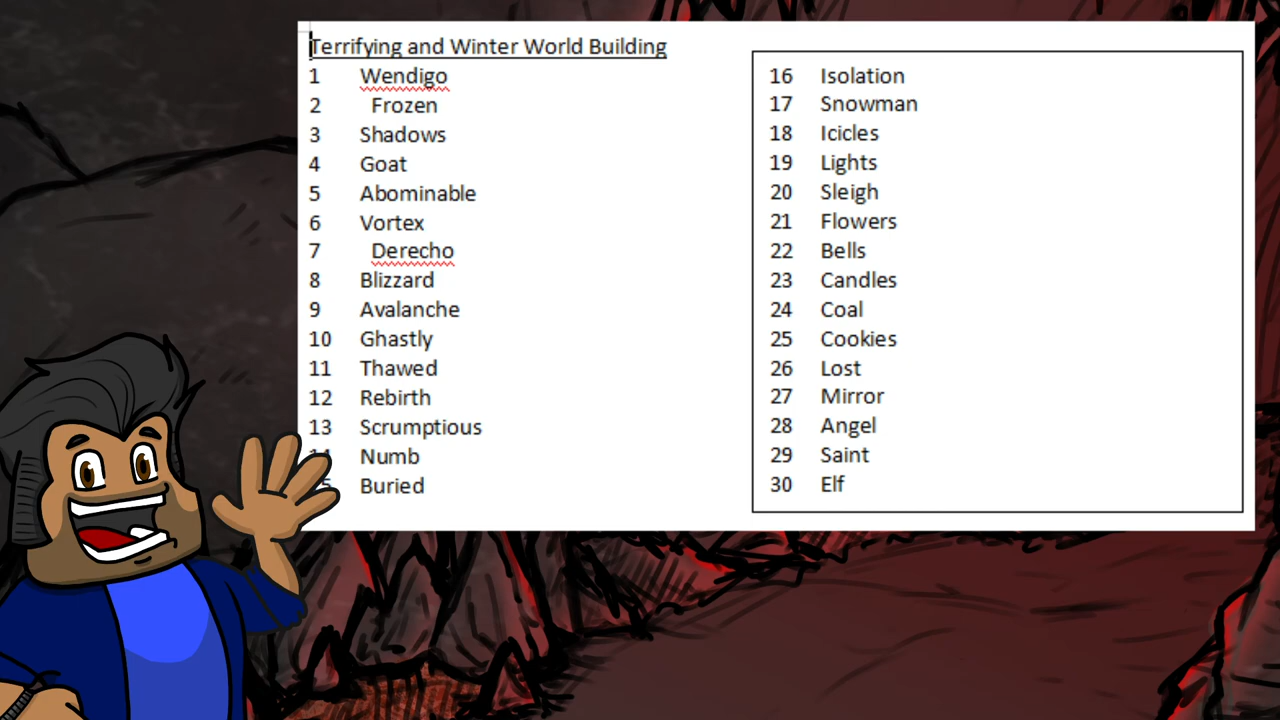 Terrifying and Winter World Building
1 Wendigo
2 Frozen
3 Shadows
4 Goat
5 Abominable
6 Vortex
7 Derecho
8 Blizzard
9 Avalanche
10 Ghastly
11 Thawed
12 Rebirth
13 Scrumptious
14 Numb
15 Buried
16 Isolation
17 Snowman
18 Icicles
19 Lights
20 Sleigh
21 Flowers
22 Bells
23 Candles
24 Coal
25 Cookies
26 Lost
27 Mirror
28 Angel
29 Saint
30 Elf